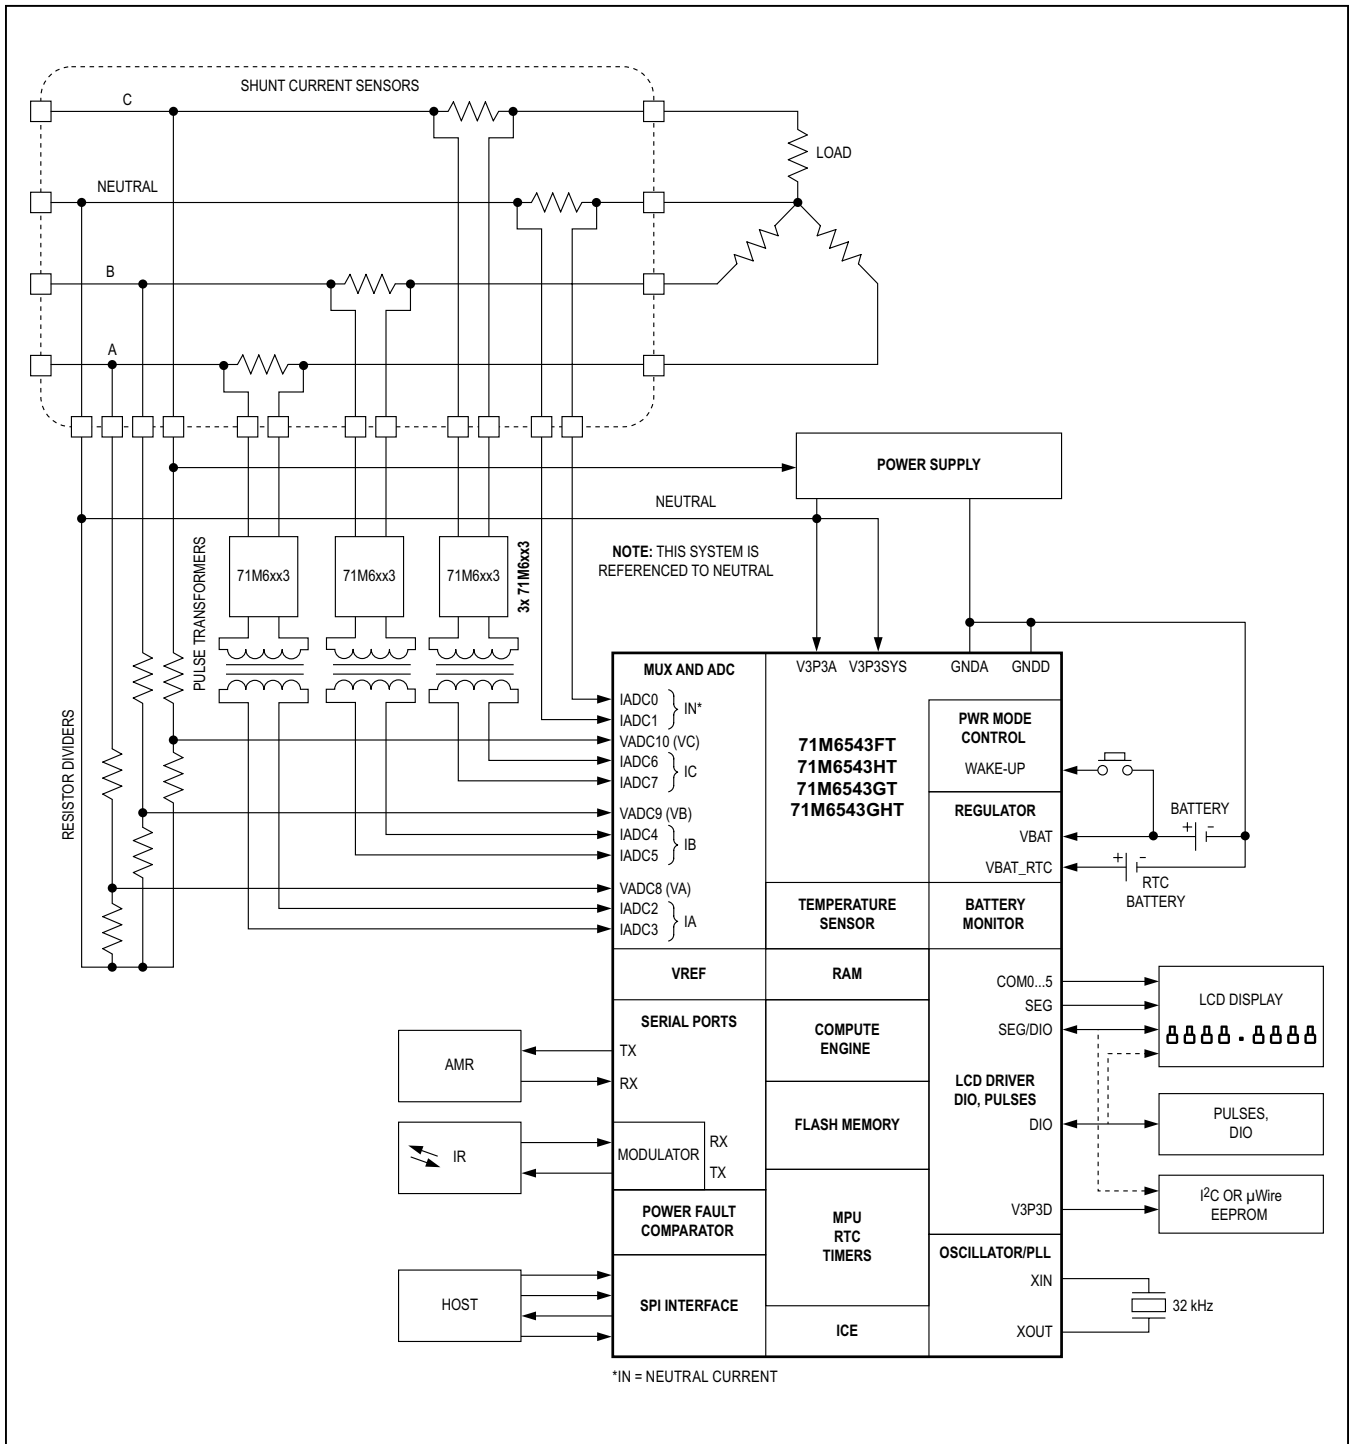 SHUNT CURRENT SENSORS
C
LOAD
NEUTRAL
B
A
POWER SUPPLY
NEUTRAL
NOTE: THIS SYSTEM IS
REFERENCED TO NEUTRAL
PULSE TRANSFORMERS
71M6xx3
71M6xx3
71M6xx3
3x 71M6xx3
RESISTOR DIVIDERS
MUX AND ADC
V3P3A
V3P3SYS
GNDA
GNDD
IADC0
IADC1
IN*
VADC10 (VC)
IADC6
IADC7
IC
VADC9 (VB)
IADC4
IADC5
IB
VADC8 (VA)
IADC2
IADC3
IA
71M6543FT
71M6543HT
71M6543GT
71M6543GHT
PWR MODE
CONTROL
WAKE-UP
REGULATOR
VBAT
VBAT_RTC
BATTERY
+ -
+ -
RTC
BATTERY
TEMPERATURE
SENSOR
BATTERY
MONITOR
VREF
RAM
COM0...5
SEG
SEG/DIO
LCD DISPLAY
8888.8888
SERIAL PORTS
TX
RX
AMR
COMPUTE
ENGINE
LCD DRIVER
DIO, PULSES
DIO
PULSES,
DIO
FLASH MEMORY
IR
MODULATOR
RX
TX
V3P3D
I²C OR µWire
EEPROM
POWER FAULT
COMPARATOR
MPU
RTC
TIMERS
OSCILLATOR/PLL
XIN
XOUT
32 kHz
HOST
SPI INTERFACE
ICE
*IN = NEUTRAL CURRENT